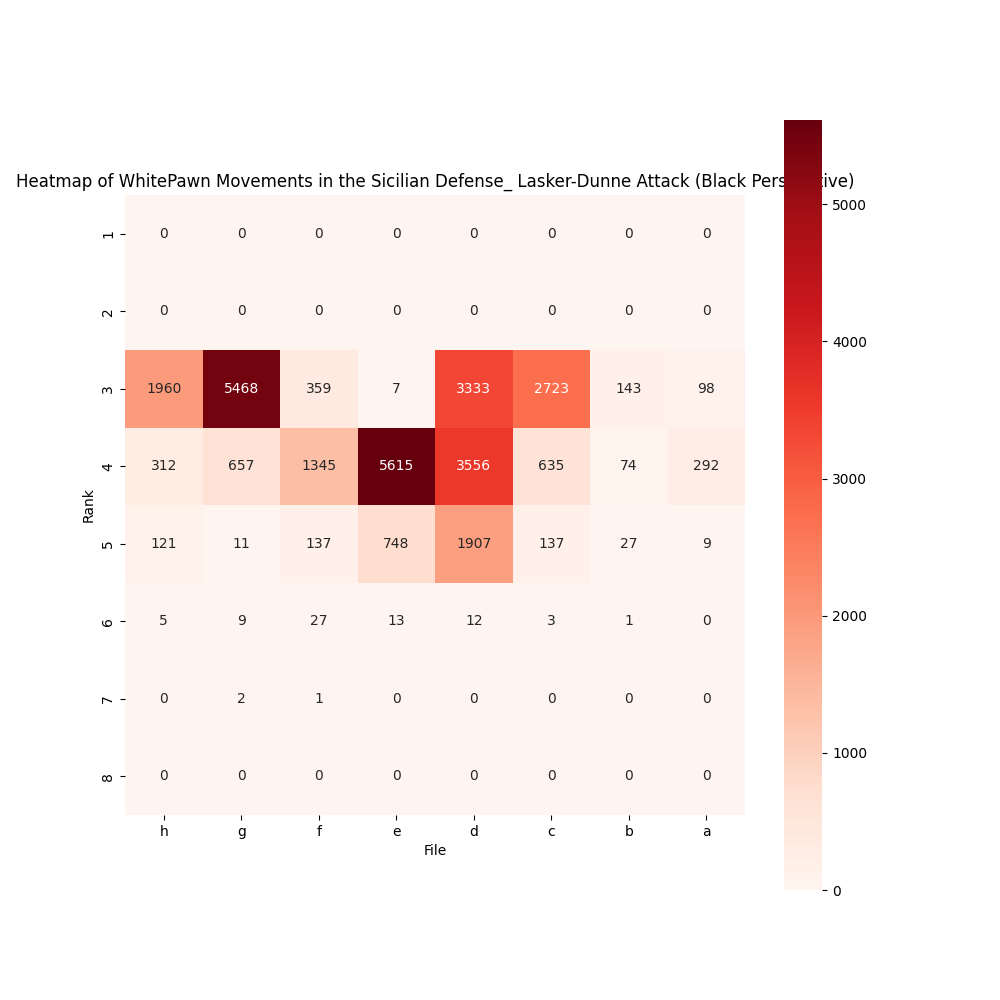 Heatmap of WhitePawn Movements in the Sicilian Defense_ Lasker-Dunne Attack (Black Pers tive)
1 0 0 0 0 0 0 0 0
2 0 0 0 0 0 0 0 0
3 1960 5468 359 7 3333 2723 143 98
4 312 657 1345 5615 3556 635 74 292
5 121 11 137 748 1907 137 27 9
6 5 9 27 13 12 3 1 0
7 0 2 1 0 0 0 0 0
8 0 0 0 0 0 0 0 0
h g f e d c b a
File
Rank
5000
4000
3000
2000
1000
0